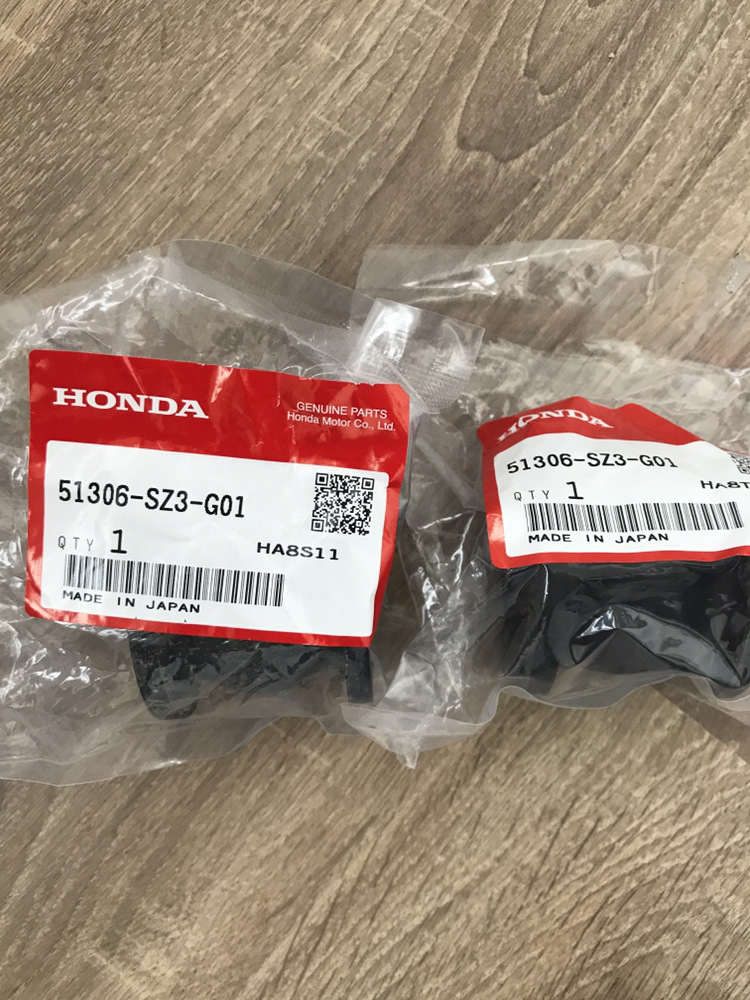 HONDA
GENUINE PARTS
Honda Motor Co., Ltd.
51306-SZ3-G01
QTY 1
HA8S11
MADE IN JAPAN
HONDA
51306-SZ3-G01
QTY 1
HA8T
MADE IN JAPAN